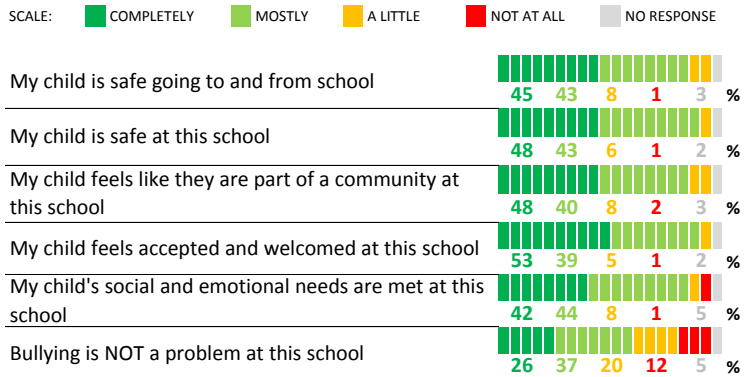 SCALE: COMPLETELY MOSTLY A LITTLE NOT AT ALL NO RESPONSE
My child is safe going to and from school
45 43 8 1 3 %
My child is safe at this school
48 43 6 1 2 %
My child feels like they are part of a community at
this school
48 40 8 2 3 %
My child feels accepted and welcomed at this school
53 39 5 1 2 %
My child's social and emotional needs are met at this
school
42 44 8 1 5 %
Bullying is NOT a problem at this school
26 37 20 12 5 %